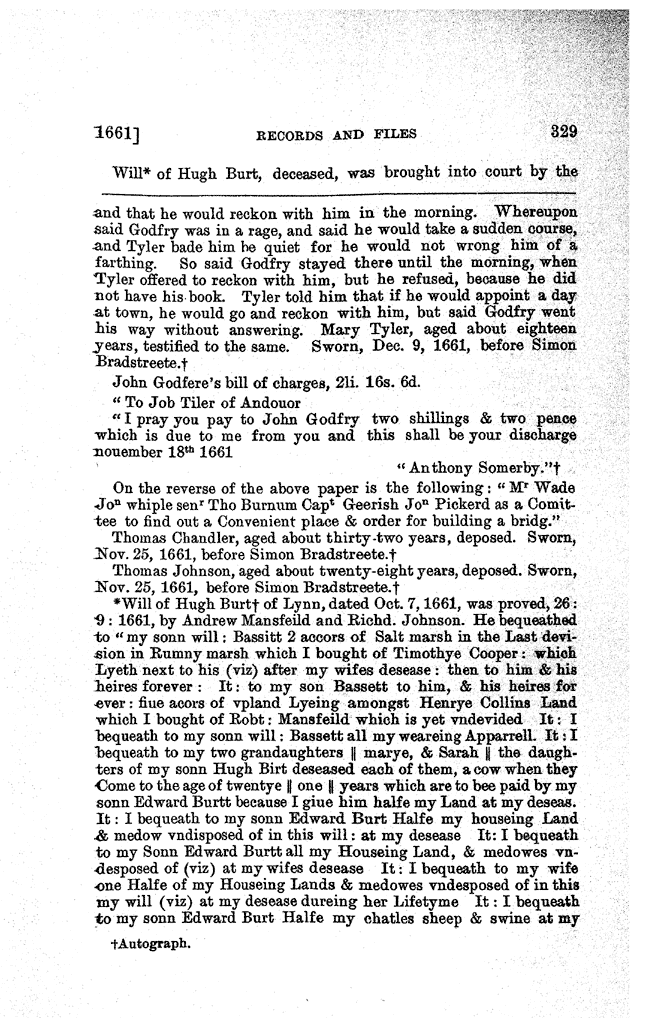 1661]
RECORDS AND FILES
329
Will* of Hugh Burt, deceased, was brought into court by the
and that he would reckon with him in the morning. Whereupon
said Godfry was in a rage, and said he would take a sudden course,
and Tyler bade him be quiet for he would not wrong him of a
farthing. So said Godfry stayed there until the morning, when
Tyler offered to reckon with him, but he refused, because he did
not have his book. Tyler told him that if he would appoint a day
at town, he would go and reckon with him, but said Godfry went
his way without answering. Mary Tyler, aged about eighteen
years, testified to the same. Sworn, Dec. 9, 1661, before Simon
Bradstreete.†
John Godfere's bill of charges, 2li. 16s. 6d.
“To Job Tiler of Andouor
“I pray you pay to John Godfry two shillings & two pence
which is due to me from you and this shall be your discharge
nouember 18th 1661
“Anthony Somerby.”†
On the reverse of the above paper is the following: “Mr Wade
Jon whiple senr Tho Burnum Capt Geerish Jon Pickerd as a Comit-
tee to find out a Convenient place & order for building a bridg.”
Thomas Chandler, aged about thirty-two years, deposed. Sworn,
Nov. 25, 1661, before Simon Bradstreete.†
Thomas Johnson, aged about twenty-eight years, deposed. Sworn,
Nov. 25, 1661, before Simon Bradstreete.†
*Will of Hugh Burt† of Lynn, dated Oct. 7, 1661, was proved, 26:
9: 1661, by Andrew Mansfeild and Richd. Johnson. He bequeathed
to “my sonn will: Bassitt 2 accors of Salt marsh in the Last devi-
sion in Rumny marsh which I bought of Timothye Cooper: which
Lyeth next to his (viz) after my wifes desease: then to him & his
heires forever: It: to my son Bassett to him, & his heires for
ever: fiue acors of vpland Lyeing amongst Henrye Collins Land
which I bought of Robt: Mansfeild which is yet vndevided It: I
bequeath to my sonn will: Bassett all my weareing Apparrell. It: I
bequeath to my two grandaughters || marye, & Sarah || the daugh-
ters of my sonn Hugh Birt deseased each of them, a cow when they
Come to the age of twentye || one || years which are to bee paid by my
sonn Edward Burtt because I giue him halfe my Land at my deseas.
It: I bequeath to my sonn Edward Burt Halfe my houseing Land
& medow vndisposed of in this will: at my desease It: I bequeath
to my Sonn Edward Burtt all my Houseing Land, & medowes vn-
desposed of (viz) at my wifes desease It: I bequeath to my wife
one Halfe of my Houseing Lands & medowes vndesposed of in this
my will (viz) at my desease dureing her Lifetyme It: I bequeath
to my sonn Edward Burt Halfe my chatles sheep & swine at my
†Autograph.